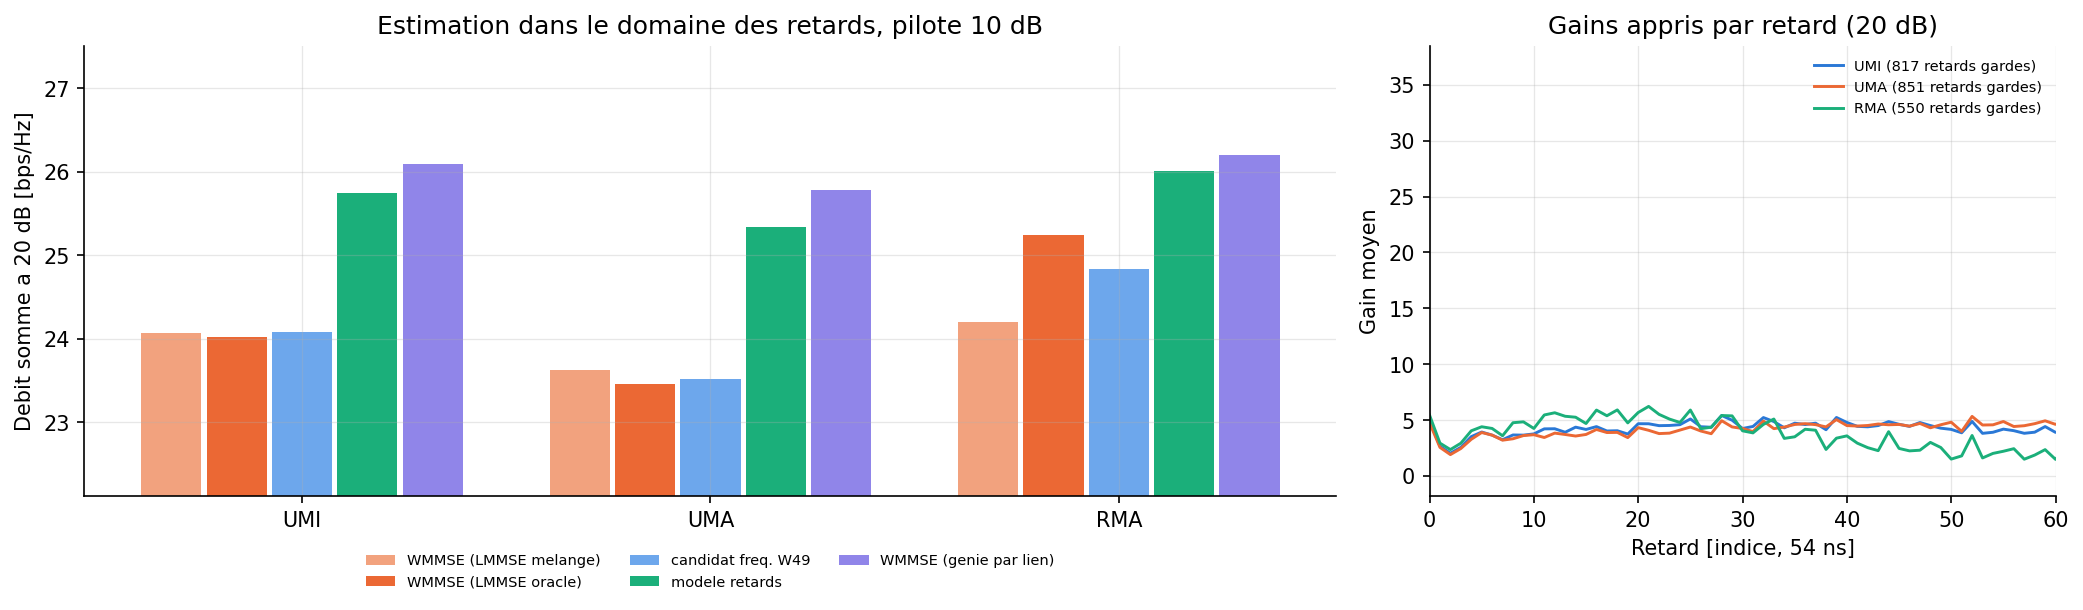 Estimation dans le domaine des retards, pilote 10 dB
Debit somme a 20 dB [bps/Hz]
27
26
25
24
23
UMI
UMA
RMA
WMMSE (LMMSE melange)
WMMSE (LMMSE oracle)
candidat freq. W49
modele retards
WMMSE (genie par lien)
Gains appris par retard (20 dB)
Gain moyen
35
30
25
20
15
10
5
0
UMI (817 retards gardes)
UMA (851 retards gardes)
RMA (550 retards gardes)
0 10 20 30 40 50 60
Retard [indice, 54 ns]